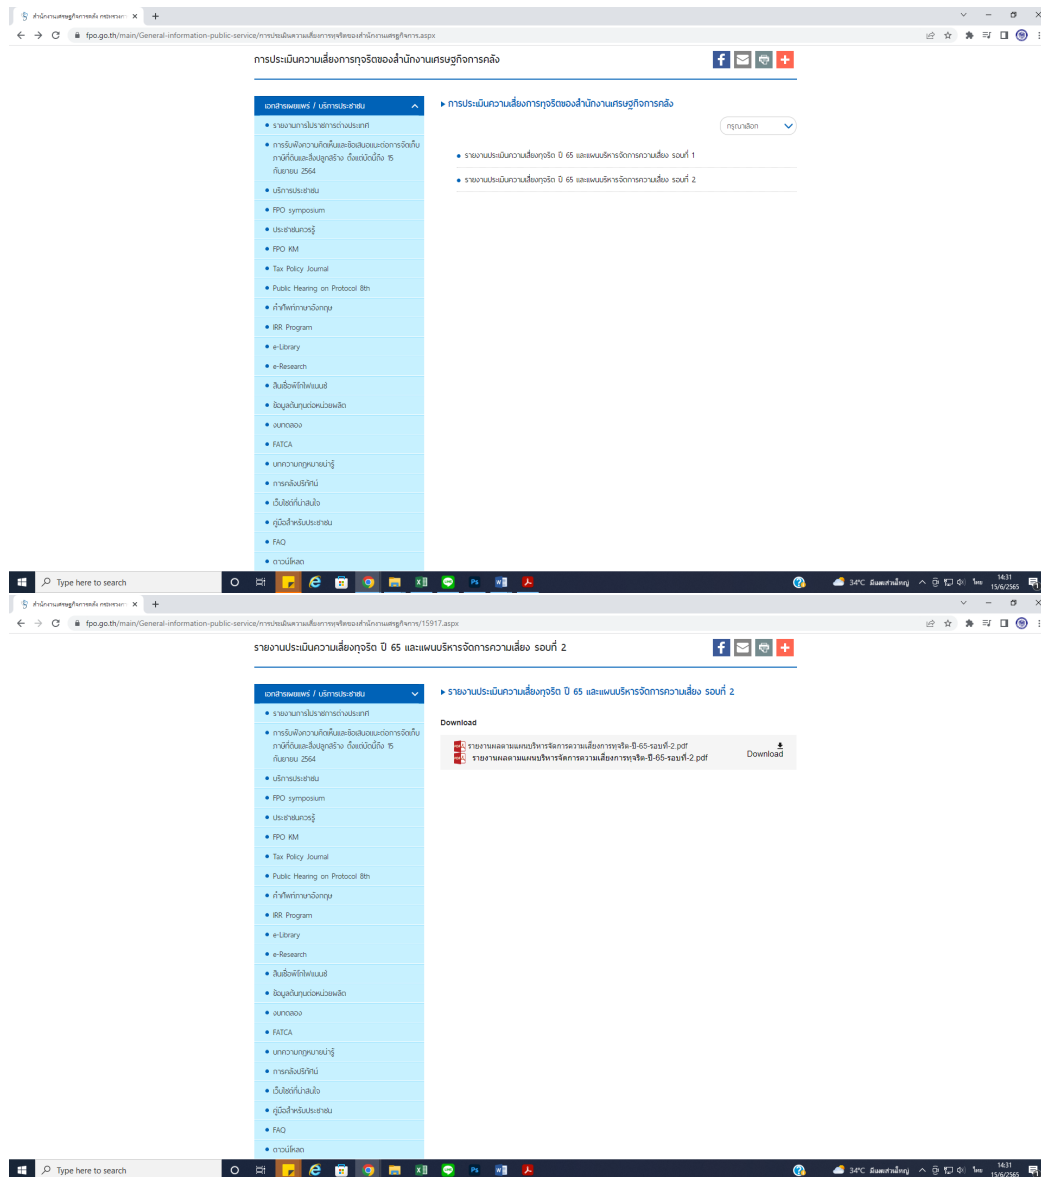 สำนักงานเศรษฐกิจการคลัง กระทรวงกา
fpo.go.th/main/General-information-public-service/การประเมินความเสี่ยงการทุจริตของสำนักงานเศรษฐกิจการ.aspx
การประเมินความเสี่ยงการทุจริตของสำนักงานเศรษฐกิจการคลัง
เอกสารเผยแพร่ / บริการประชาชน
รายงานการไปราชการต่างประเทศ
การรับฟังความคิดเห็นและข้อเสนอแนะต่อการจัดเก็บ
ภาษีที่ดินและสิ่งปลูกสร้าง ตั้งแต่บัดนี้ถึง 15
กันยายน 2564
บริการประชาชน
FPO symposium
ประชาชนควรรู้
FPO KM
Tax Policy Journal
Public Hearing on Protocol 8th
คำศัพท์ภาษาอังกฤษ
IRR Program
e-Library
e-Research
สินเชื่อพิโกไฟแนนซ์
ข้อมูลต้นทุนต่อหน่วยผลิต
งบทดลอง
FATCA
บทความกฎหมายน่ารู้
การคลังปริทัศน์
เว็บไซต์ที่น่าสนใจ
คู่มือสำหรับประชาชน
FAQ
ดาวน์โหลด
การประเมินความเสี่ยงการทุจริตของสำนักงานเศรษฐกิจการคลัง
กรุณาเลือก
รายงานประเมินความเสี่ยงทุจริต ปี 65 และแผนบริหารจัดการความเสี่ยง รอบที่ 1
รายงานประเมินความเสี่ยงทุจริต ปี 65 และแผนบริหารจัดการความเสี่ยง รอบที่ 2
Type here to search
34°C มีแดดส่วนใหญ่
ไทย
14:31
15/6/2565
สำนักงานเศรษฐกิจการคลัง กระทรวงกา
fpo.go.th/main/General-information-public-service/การประเมินความเสี่ยงการทุจริตของสำนักงานเศรษฐกิจการ/15917.aspx
รายงานประเมินความเสี่ยงทุจริต ปี 65 และแผนบริหารจัดการความเสี่ยง รอบที่ 2
เอกสารเผยแพร่ / บริการประชาชน
รายงานการไปราชการต่างประเทศ
การรับฟังความคิดเห็นและข้อเสนอแนะต่อการจัดเก็บ
ภาษีที่ดินและสิ่งปลูกสร้าง ตั้งแต่บัดนี้ถึง 15
กันยายน 2564
บริการประชาชน
FPO symposium
ประชาชนควรรู้
FPO KM
Tax Policy Journal
Public Hearing on Protocol 8th
คำศัพท์ภาษาอังกฤษ
IRR Program
e-Library
e-Research
สินเชื่อพิโกไฟแนนซ์
ข้อมูลต้นทุนต่อหน่วยผลิต
งบทดลอง
FATCA
บทความกฎหมายน่ารู้
การคลังปริทัศน์
เว็บไซต์ที่น่าสนใจ
คู่มือสำหรับประชาชน
FAQ
ดาวน์โหลด
รายงานประเมินความเสี่ยงทุจริต ปี 65 และแผนบริหารจัดการความเสี่ยง รอบที่ 2
Download
รายงานผลตามแผนบริหารจัดการความเสี่ยงการทุจริต-ปี-65-รอบที่-2.pdf
รายงานผลตามแผนบริหารจัดการความเสี่ยงการทุจริต-ปี-65-รอบที่-2.pdf
Download
Type here to search
34°C มีแดดส่วนใหญ่
ไทย
14:31
15/6/2565